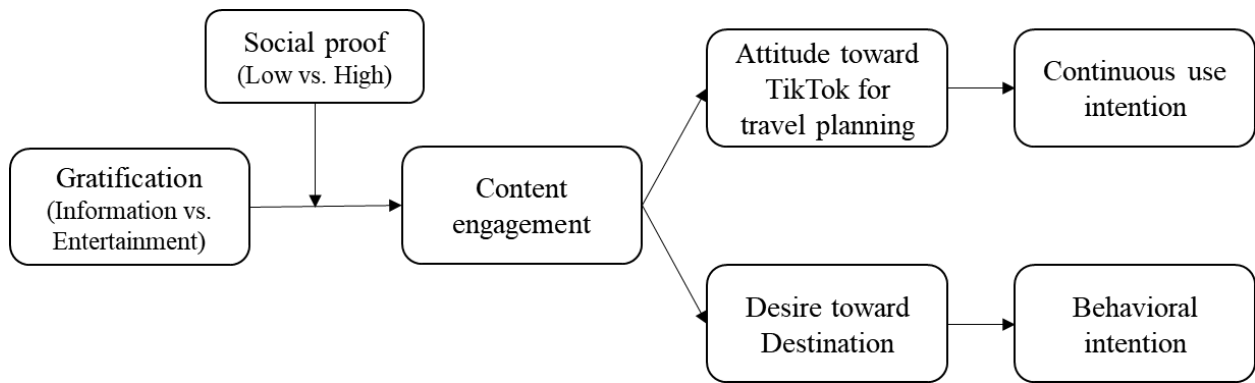 Social proof
(Low vs. High)
Gratification
(Information vs.
Entertainment)
Content
engagement
Attitude toward
TikTok for
travel planning
Continuous use
intention
Desire toward
Destination
Behavioral
intention